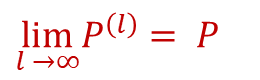 lim P⁽ˡ⁾ = P
l →∞